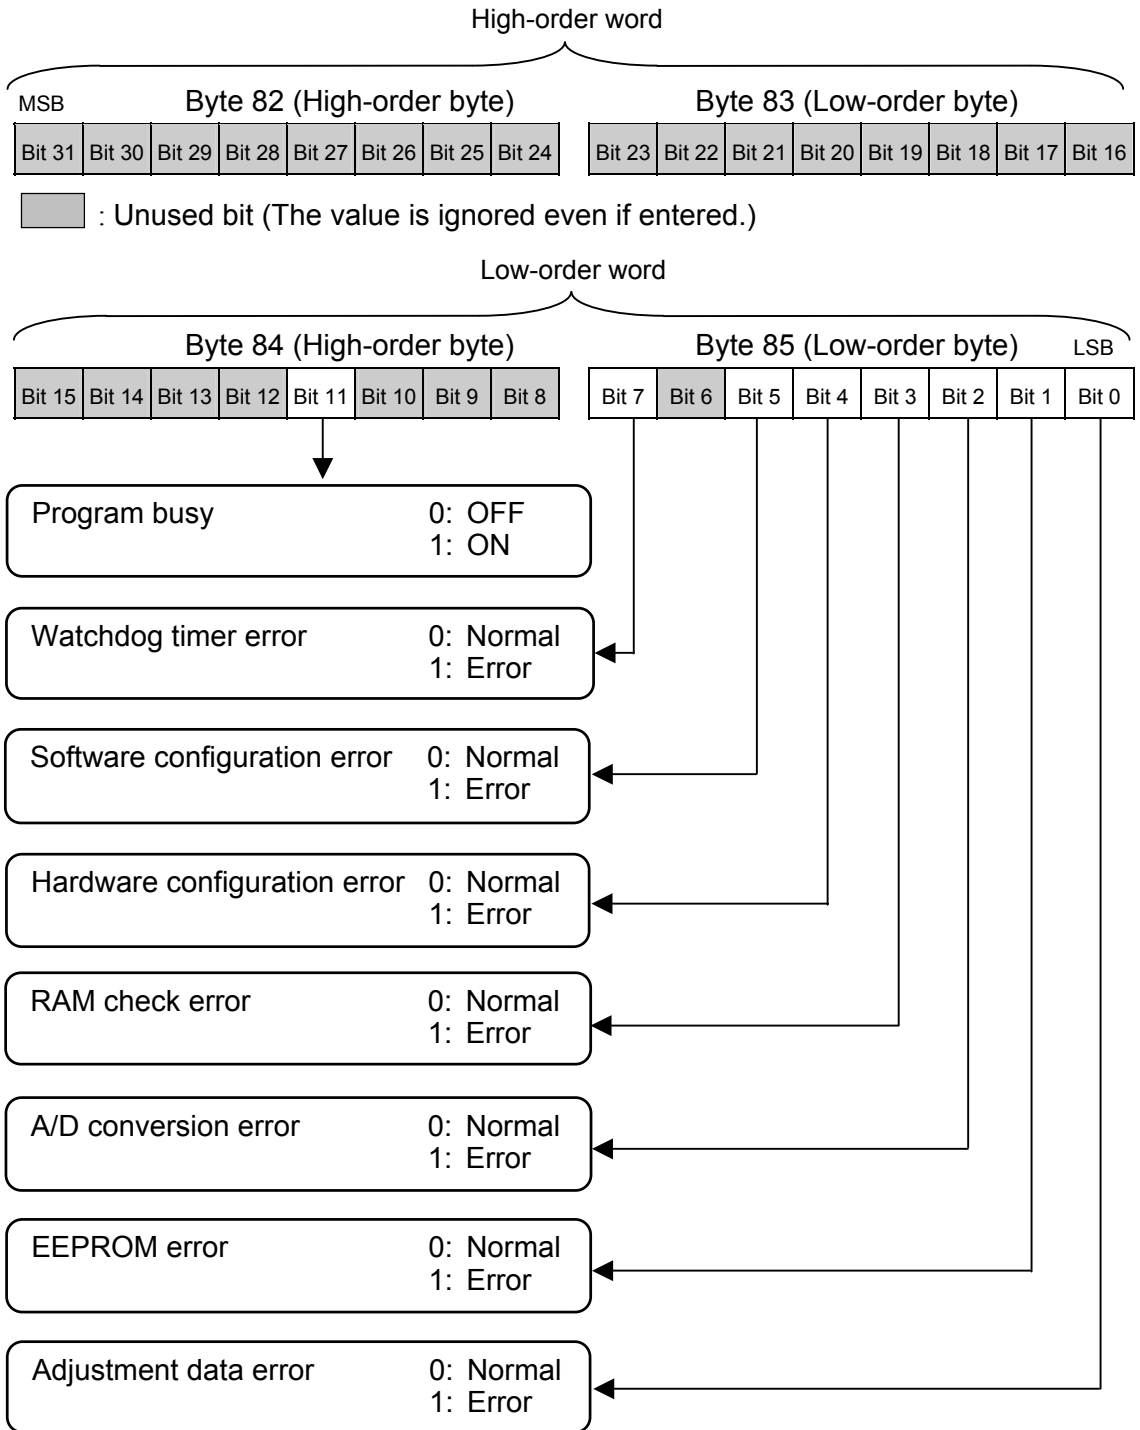 High-order word
MSB Byte 82 (High-order byte) Byte 83 (Low-order byte)
Bit 31 Bit 30 Bit 29 Bit 28 Bit 27 Bit 26 Bit 25 Bit 24 Bit 23 Bit 22 Bit 21 Bit 20 Bit 19 Bit 18 Bit 17 Bit 16
: Unused bit (The value is ignored even if entered.)
Low-order word
Byte 84 (High-order byte) Byte 85 (Low-order byte) LSB
Bit 15 Bit 14 Bit 13 Bit 12 Bit 11 Bit 10 Bit 9 Bit 8 Bit 7 Bit 6 Bit 5 Bit 4 Bit 3 Bit 2 Bit 1 Bit 0
Program busy 0: OFF
1: ON
Watchdog timer error 0: Normal
1: Error
Software configuration error 0: Normal
1: Error
Hardware configuration error 0: Normal
1: Error
RAM check error 0: Normal
1: Error
A/D conversion error 0: Normal
1: Error
EEPROM error 0: Normal
1: Error
Adjustment data error 0: Normal
1: Error